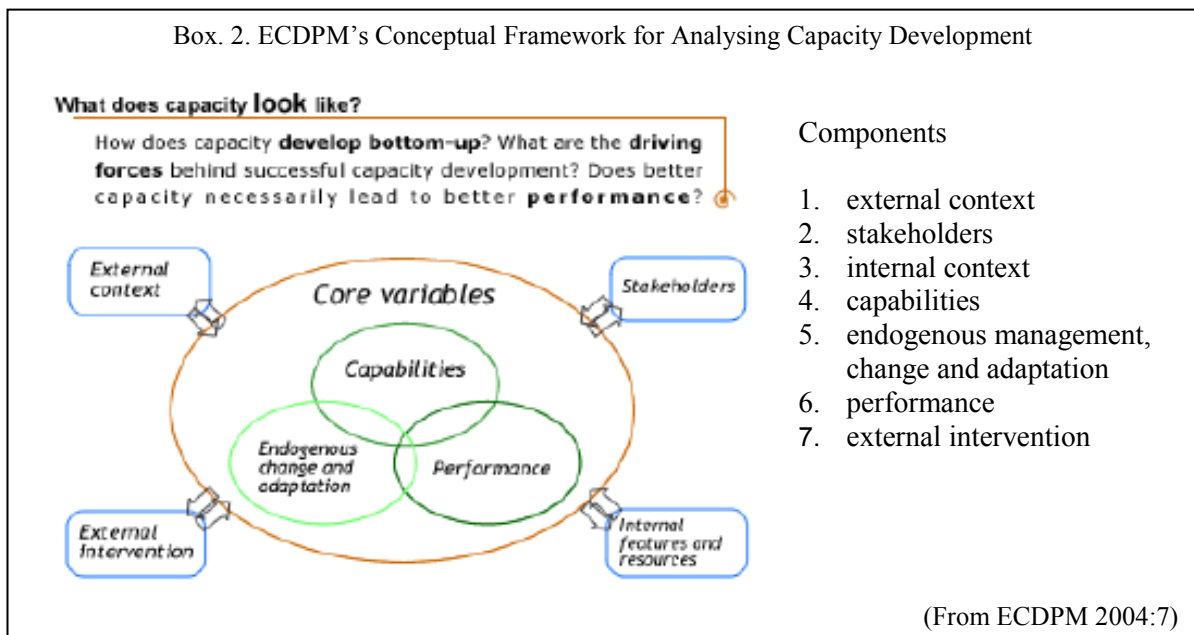 Box. 2. ECDPM's Conceptual Framework for Analysing Capacity Development
What does capacity look like?
How does capacity develop bottom-up? What are the driving
forces behind successful capacity development? Does better
capacity necessarily lead to better performance?
External
context
Stakeholders
Core variables
Capabilities
Endogenous
change and
adaptation
Performance
External
Intervention
Internal
features and
resources
Components
1. external context
2. stakeholders
3. internal context
4. capabilities
5. endogenous management,
change and adaptation
6. performance
7. external intervention
(From ECDPM 2004:7)